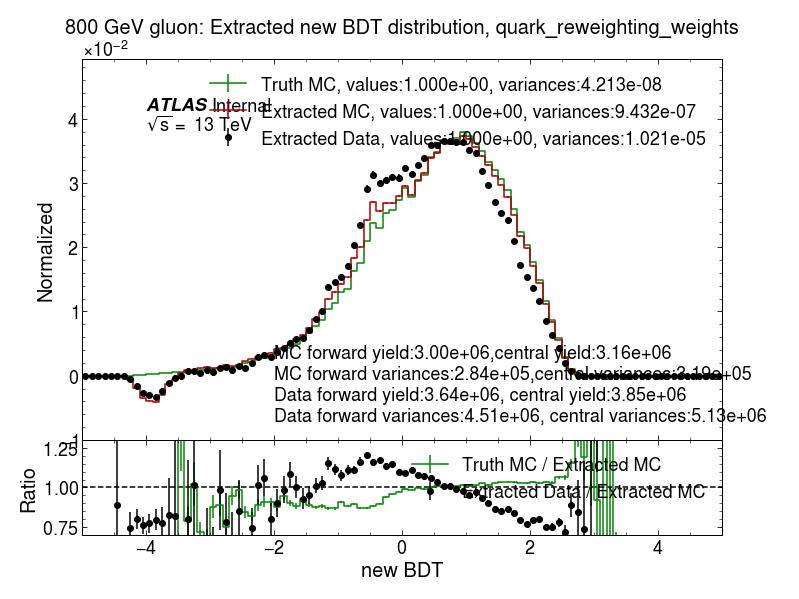 800 GeV gluon: Extracted new BDT distribution, quark_reweighting_weights
×10⁻²
Truth MC, values:1.000e+00, variances:4.213e-08
ATLAS Internal
Extracted MC, values:1.000e+00, variances:9.432e-07
√s = 13 TeV
Extracted Data, values:1.000e+00, variances:1.021e-05
4
3
2
1
0
−1
Normalized
MC forward yield:3.00e+06,central yield:3.16e+06
MC forward variances:2.84e+05,central variances:3.19e+05
Data forward yield:3.64e+06, central yield:3.85e+06
Data forward variances:4.51e+06, central variances:5.13e+06
1.25
1.00
0.75
Ratio
Truth MC / Extracted MC
Extracted Data / Extracted MC
−4 −2 0 2 4
new BDT